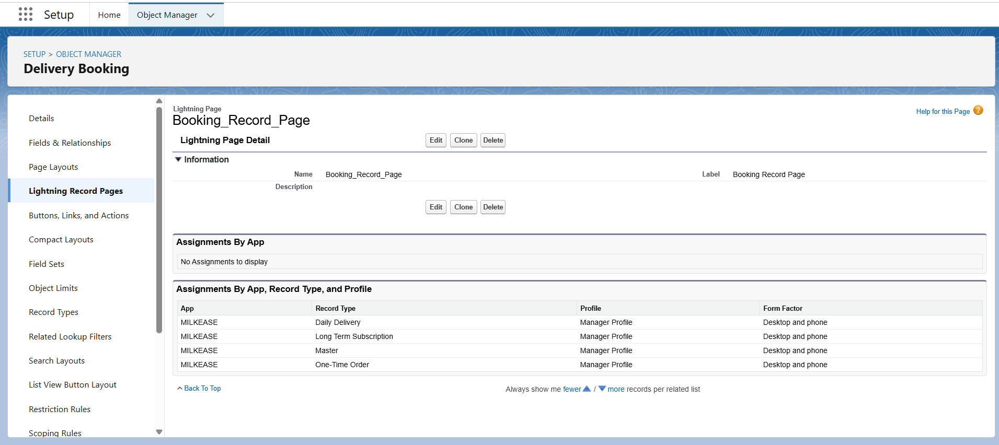 Setup Home Object Manager
SETUP > OBJECT MANAGER
Delivery Booking
Details
Fields & Relationships
Page Layouts
Lightning Record Pages
Buttons, Links, and Actions
Compact Layouts
Field Sets
Object Limits
Record Types
Related Lookup Filters
Search Layouts
List View Button Layout
Restriction Rules
Scoping Rules
Lightning Page
Booking_Record_Page
Help for this Page ?
Lightning Page Detail Edit Clone Delete
Information
Name Booking_Record_Page Label Booking Record Page
Description
Edit Clone Delete
Assignments By App
No Assignments to display
Assignments By App, Record Type, and Profile
App Record Type Profile Form Factor
MILKEASE Daily Delivery Manager Profile Desktop and phone
MILKEASE Long Term Subscription Manager Profile Desktop and phone
MILKEASE Master Manager Profile Desktop and phone
MILKEASE One-Time Order Manager Profile Desktop and phone
Back To Top Always show me fewer / more records per related list